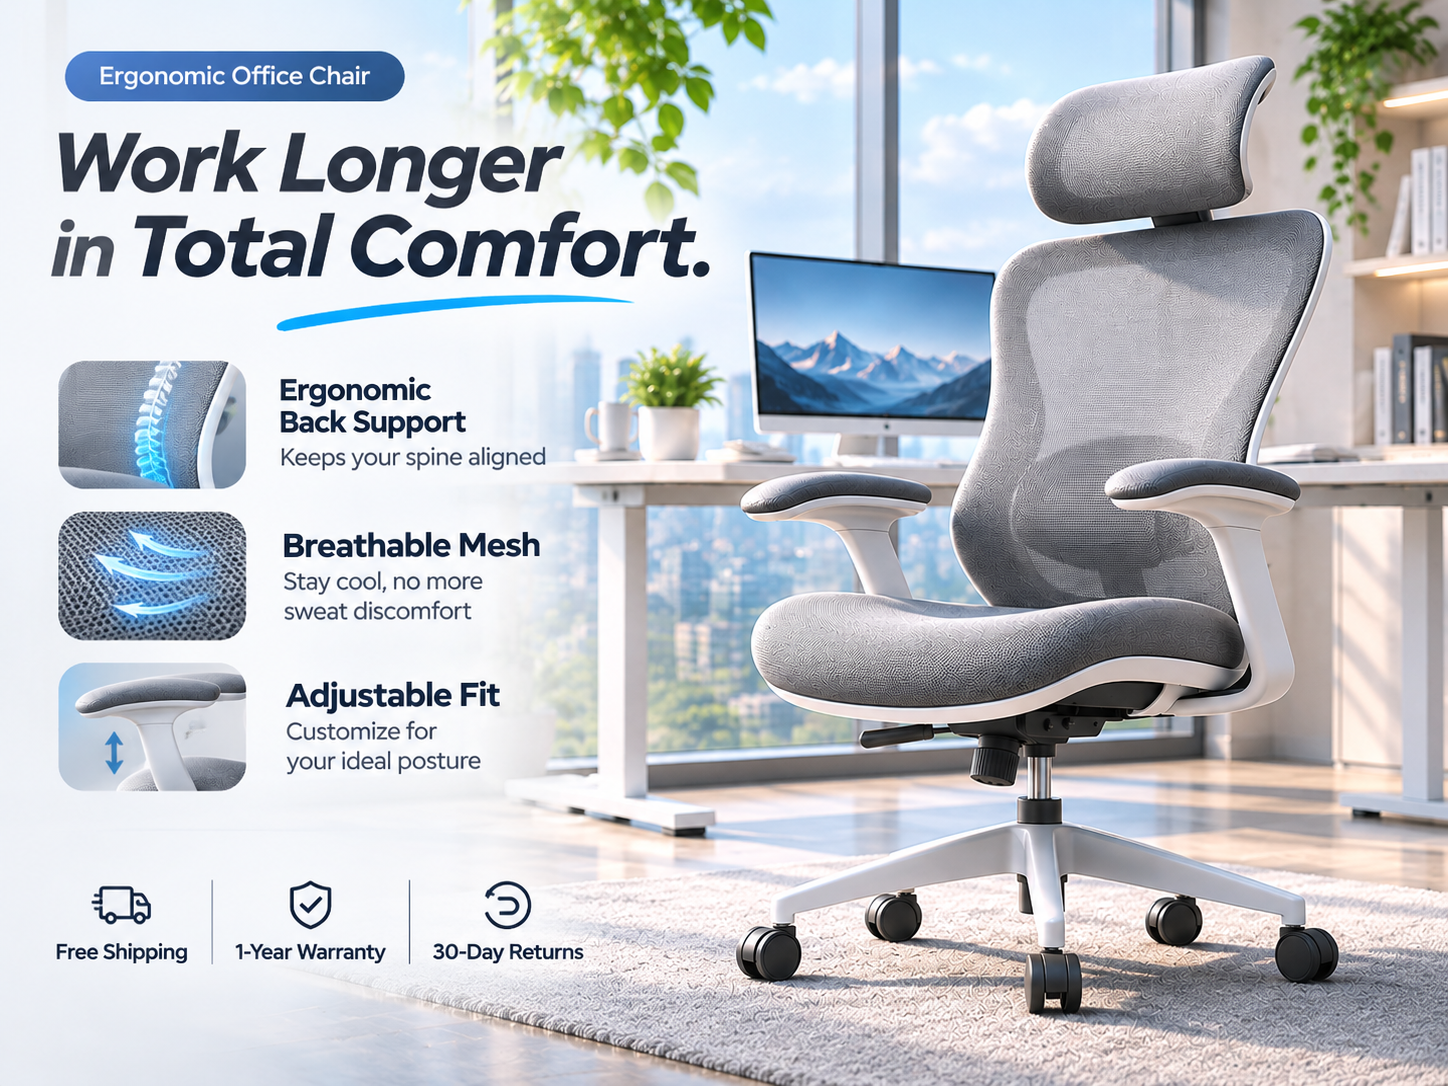 Ergonomic Office Chair
Work Longer
in Total Comfort.
Ergonomic
Back Support
Keeps your spine aligned
Breathable Mesh
Stay cool, no more
sweat discomfort
Adjustable Fit
Customize for
your ideal posture
Free Shipping
1-Year Warranty
30-Day Returns